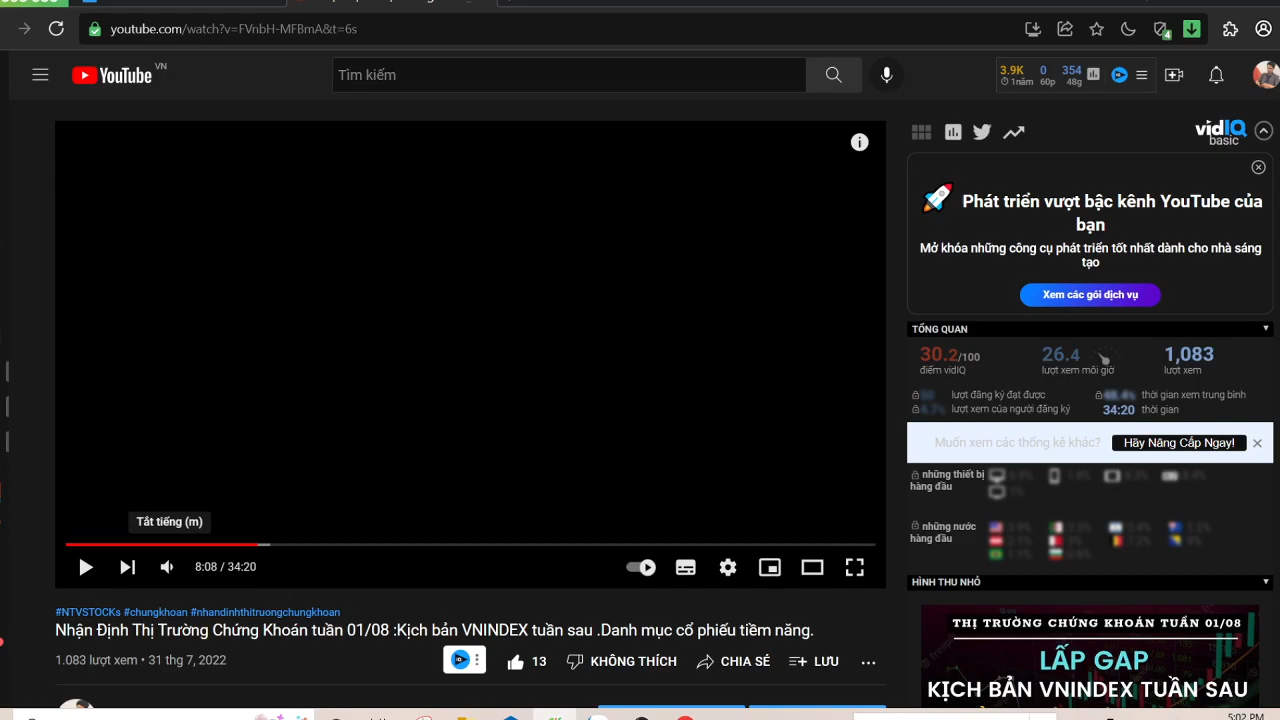 youtube.com/watch?v=FVnbH-MFBmA&t=6s
4
YouTube VN
Tìm kiếm
3.9K 0 354
1năm 60p 48g
vidIQ
basic
Phát triển vượt bậc kênh YouTube của
bạn
Mở khóa những công cụ phát triển tốt nhất dành cho nhà sáng
tạo
Xem các gói dịch vụ
TỔNG QUAN
30.2/100 26.4 1,083
điểm vidIQ lượt xem mỗi giờ lượt xem
lượt đăng ký đạt được 48.4% thời gian xem trung bình
lượt xem của người đăng ký 34:20 thời gian
Muốn xem các thống kê khác? Hãy Nâng Cấp Ngay!
những thiết bị
hàng đầu
những nước
hàng đầu
HÌNH THU NHỎ
THỊ TRƯỜNG CHỨNG KHOÁN TUẦN 01/08
LẤP GAP
KỊCH BẢN VNINDEX TUẦN SAU
Tắt tiếng (m)
8:08 / 34:20
#NTVSTOCKs #chungkhoan #nhandinhthitruongchungkhoan
Nhận Định Thị Trường Chứng Khoán tuần 01/08 :Kịch bản VNINDEX tuần sau .Danh mục cổ phiếu tiềm năng.
1.083 lượt xem • 31 thg 7, 2022
13 KHÔNG THÍCH CHIA SẺ LƯU
5:02 PM